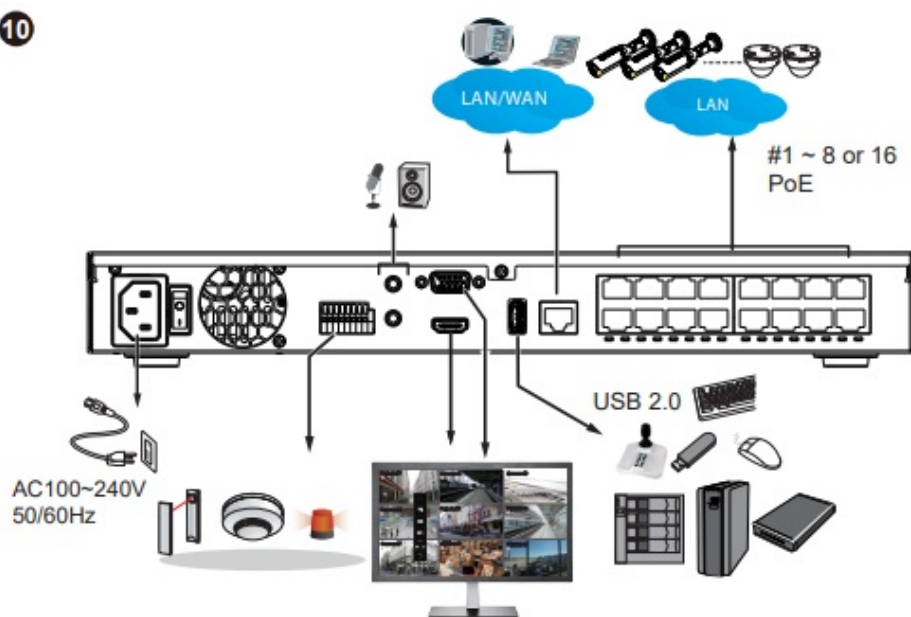 10
LAN/WAN
LAN
#1 ~ 8 or 16
PoE
USB 2.0
AC100~240V
50/60Hz